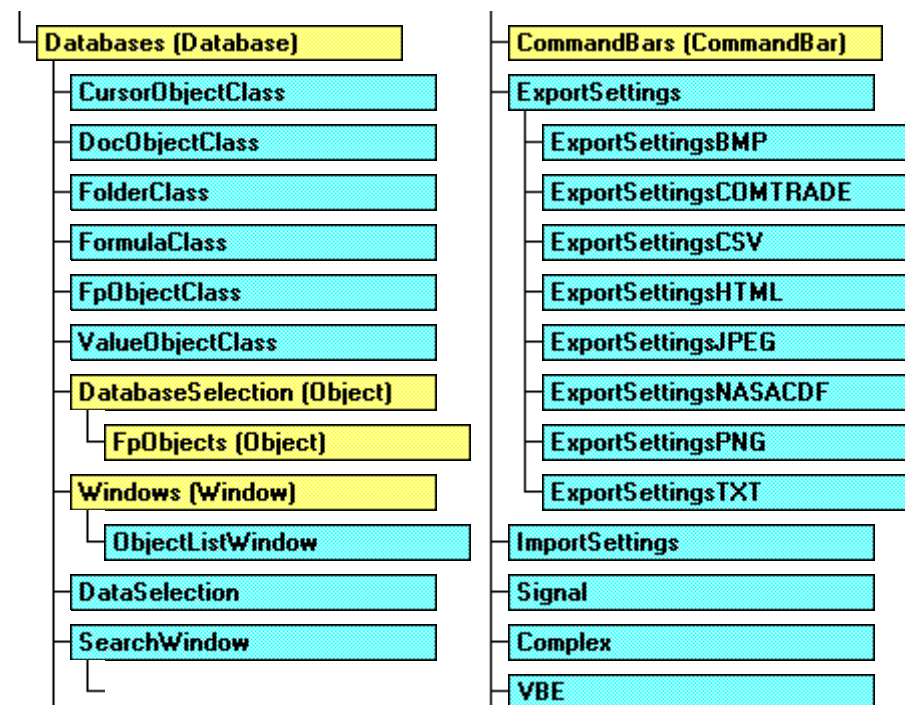 Databases (Database)
CursorObjectClass
DocObjectClass
FolderClass
FormulaClass
FpObjectClass
ValueObjectClass
DatabaseSelection (Object)
FpObjects (Object)
Windows (Window)
ObjectListWindow
DataSelection
SearchWindow
CommandBars (CommandBar)
ExportSettings
ExportSettingsBMP
ExportSettingsCOMTRADE
ExportSettingsCSV
ExportSettingsHTML
ExportSettingsJPEG
ExportSettingsNASACDF
ExportSettingsPNG
ExportSettingsTXT
ImportSettings
Signal
Complex
VBE